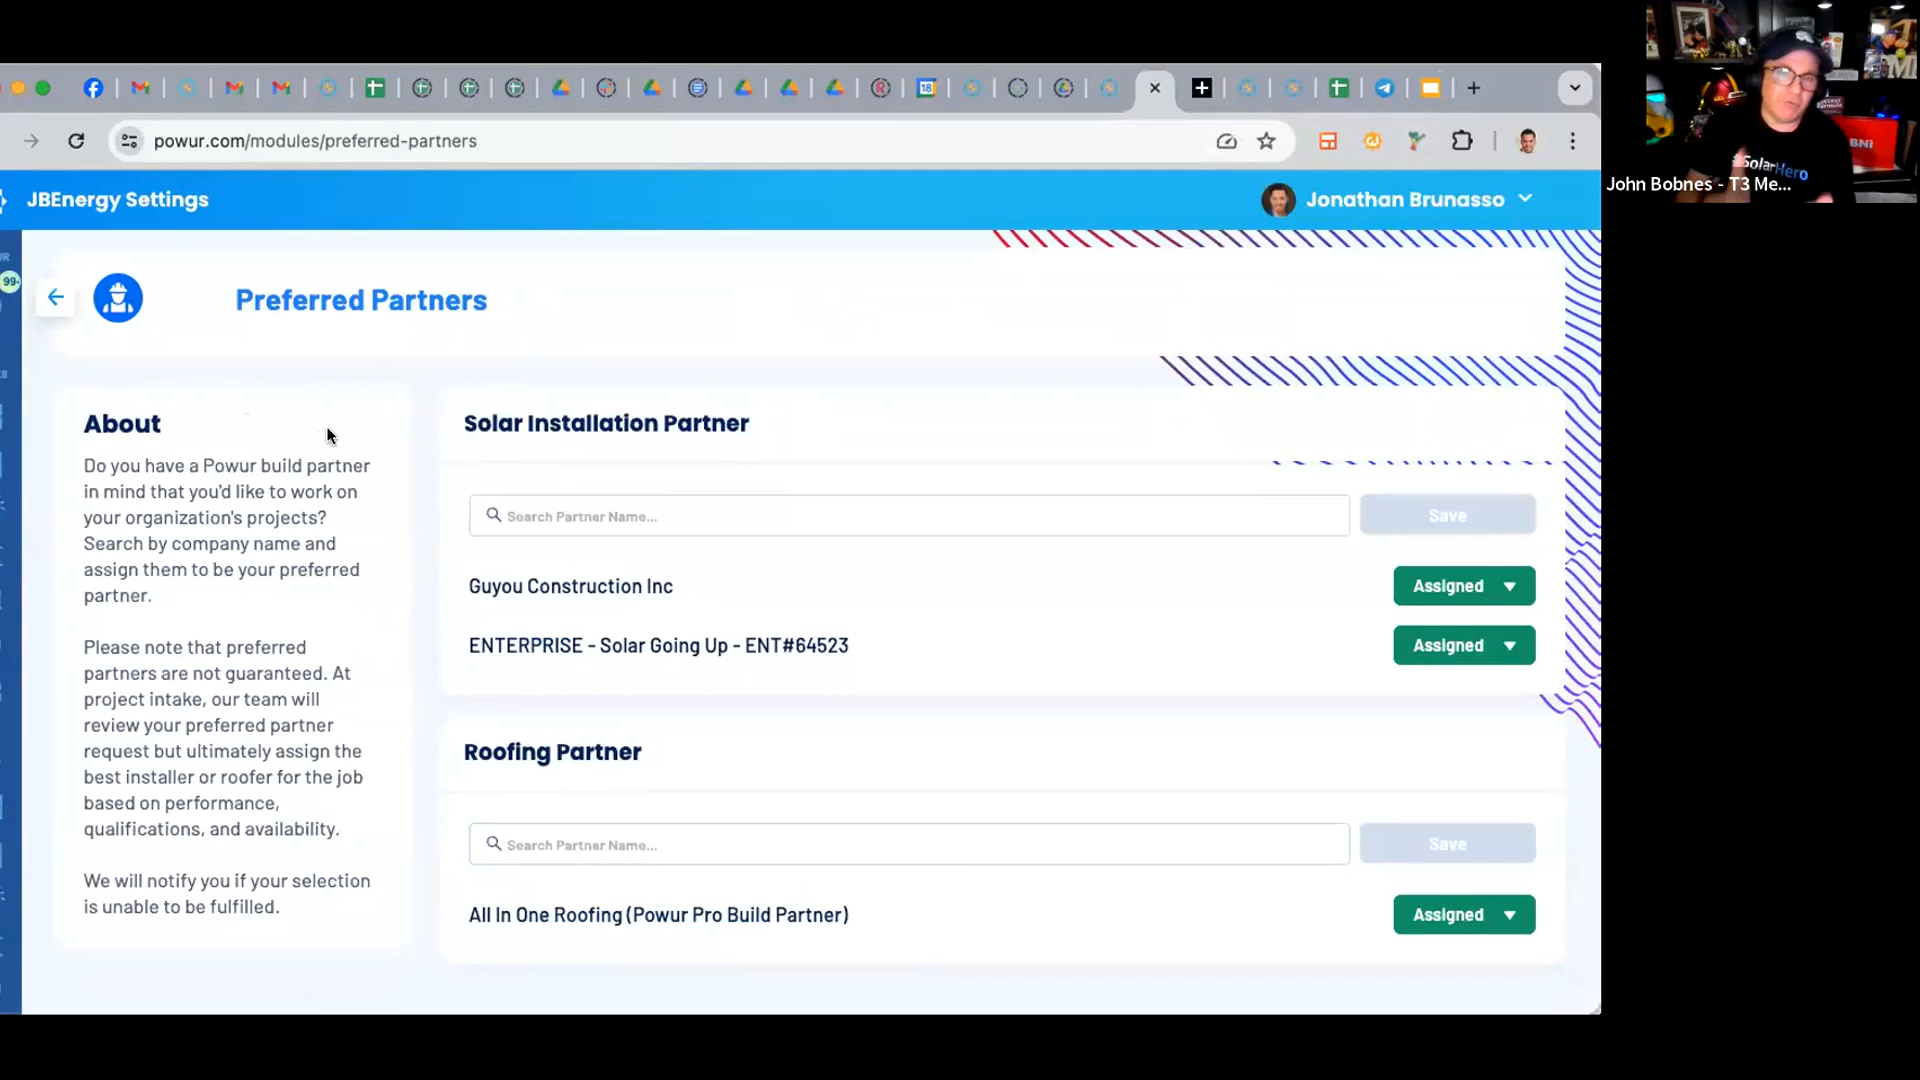 18
powur.com/modules/preferred-partners
JBEnergy Settings
Jonathan Brunasso
99+
Preferred Partners
About
Do you have a Powur build partner
in mind that you'd like to work on
your organization's projects?
Search by company name and
assign them to be your preferred
partner.
Please note that preferred
partners are not guaranteed. At
project intake, our team will
review your preferred partner
request but ultimately assign the
best installer or roofer for the job
based on performance,
qualifications, and availability.
We will notify you if your selection
is unable to be fulfilled.
Solar Installation Partner
Search Partner Name...
Save
Guyou Construction Inc
Assigned
ENTERPRISE - Solar Going Up - ENT#64523
Assigned
Roofing Partner
Search Partner Name...
Save
All In One Roofing (Powur Pro Build Partner)
Assigned
#SolarHero
BNI
John Bobnes - T3 Me...